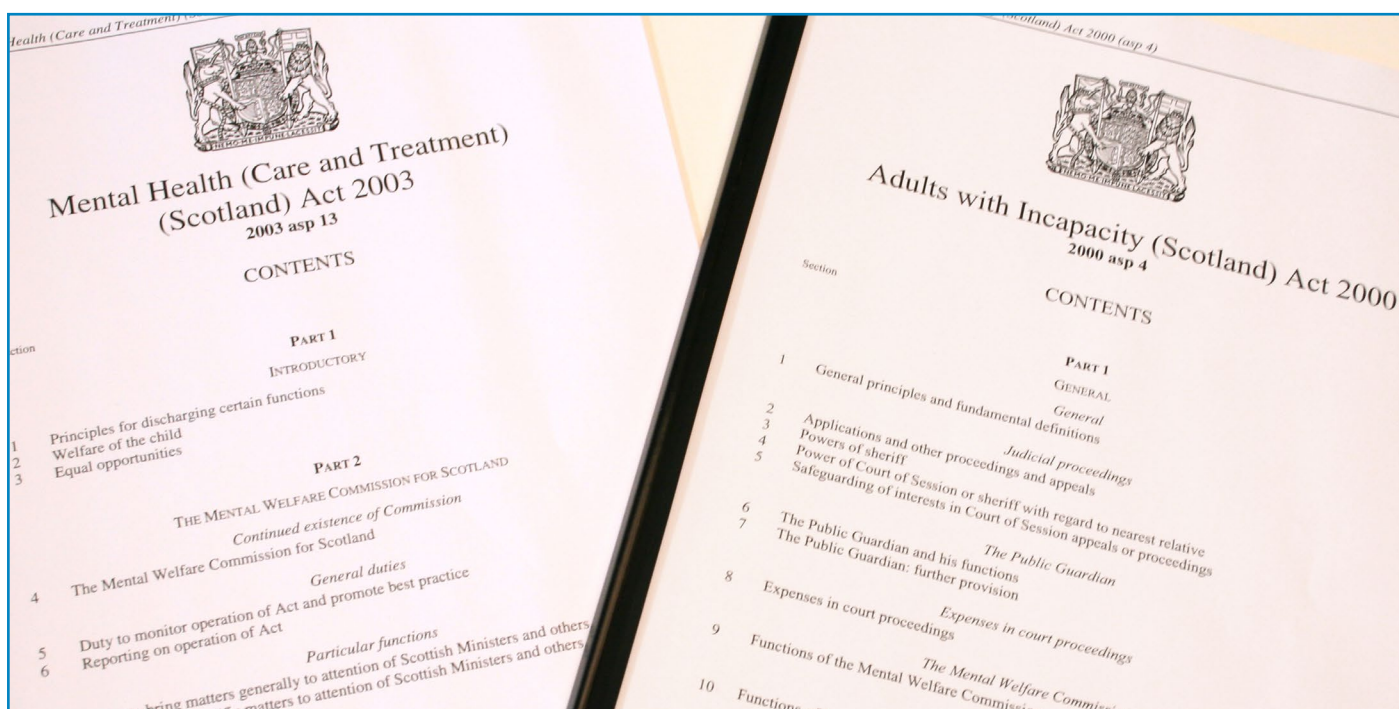 Health (Care and Treatment)
NEMO ME IMPUNE LACESSIT
Mental Health (Care and Treatment)
(Scotland) Act 2003
2003 asp 13
CONTENTS
PART 1
INTRODUCTORY
1 Principles for discharging certain functions
2 Welfare of the child
3 Equal opportunities
PART 2
THE MENTAL WELFARE COMMISSION FOR SCOTLAND
Continued existence of Commission
4 The Mental Welfare Commission for Scotland
General duties
5 Duty to monitor operation of Act and promote best practice
6 Reporting on operation of Act
Particular functions
bring matters generally to attention of Scottish Ministers and others
matters to attention of Scottish Ministers and others
(Scotland) Act 2000 (asp 4)
NEMO ME IMPUNE LACESSIT
Adults with Incapacity (Scotland) Act 2000
2000 asp 4
CONTENTS
Section
PART 1
GENERAL
General
1 General principles and fundamental definitions
Judicial proceedings
2 Applications and other proceedings and appeals
3 Powers of sheriff
4 Power of Court of Session or sheriff with regard to nearest relative
5 Safeguarding of interests in Court of Session appeals or proceedings
The Public Guardian
6 The Public Guardian and his functions
7 The Public Guardian: further provision
Expenses in court proceedings
8 Expenses in court proceedings
The Mental Welfare
9 Functions of the Mental Welfare
10